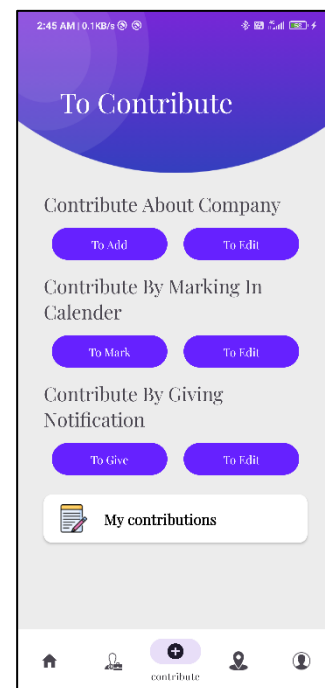 2:45 AM | 0.1KB/s
To Contribute
Contribute About Company
To Add To Edit
Contribute By Marking In
Calender
To Mark To Edit
Contribute By Giving
Notification
To Give To Edit
My contributions
contribute